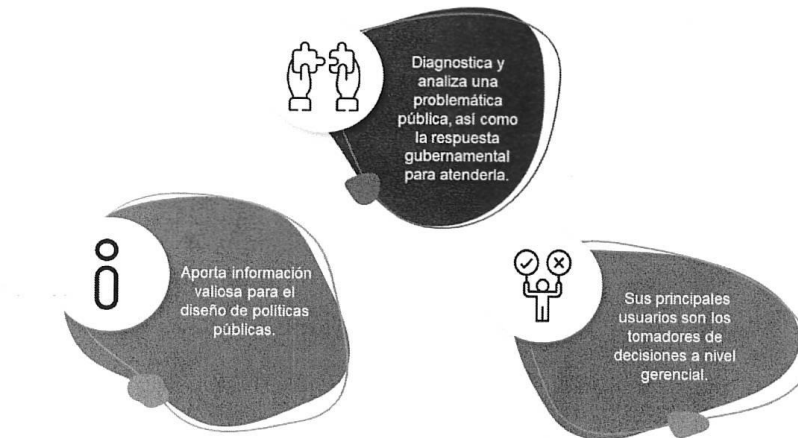 Diagnostica y
analiza una
problemática
pública, así como
la respuesta
gubernamental
para atenderla.
Aporta información
valiosa para el
diseño de políticas
públicas.
Sus principales
usuarios son los
tomadores de
decisiones a nivel
gerencial.